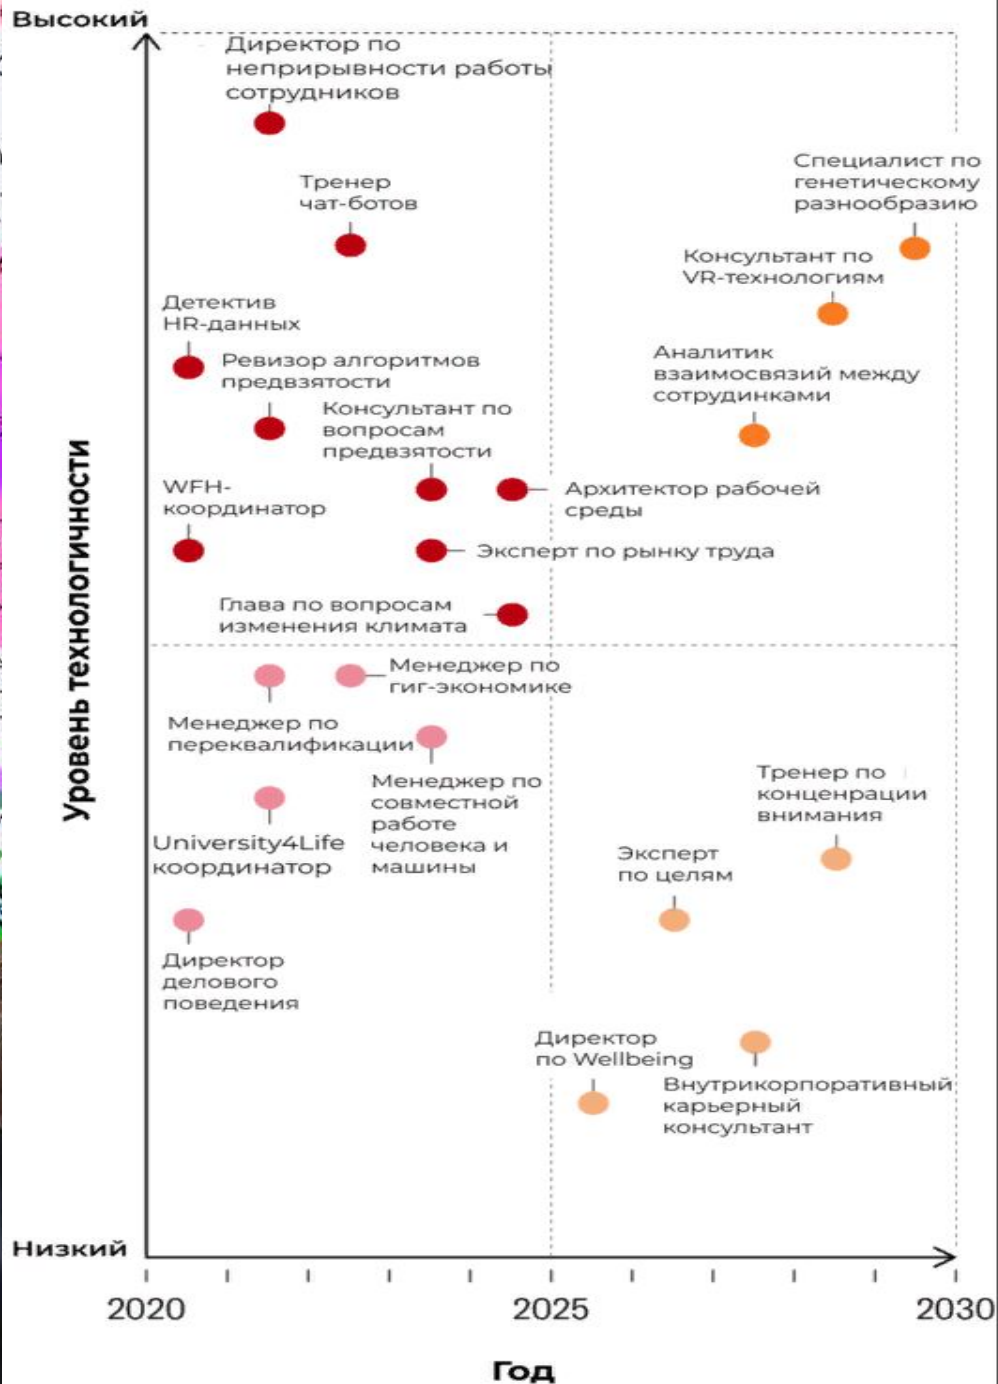 Высокий
Директор по
неприрывности работы
сотрудников
Тренер
чат-ботов
Специалист по
генетическому
разнообразию
Консультант по
VR-технологиям
Детектив
HR-данных
Ревизор алгоритмов
предвзятости
Аналитик
взаимосвязий между
сотрудинками
Консультант по
вопросам
предвзятости
WFH-
координатор
Архитектор рабочей
среды
Эксперт по рынку труда
Глава по вопросам
изменения климата
Менеджер по
гиг-экономике
Менеджер по
переквалификации
Менеджер по
совместной
работе
человека и
машины
Тренер по
конценрации
внимания
University4Life
координатор
Эксперт
по целям
Директор
делового
поведения
Директор
по Wellbeing
Внутрикорпоративный
карьерный
консультант
Уровень технологичности
Низкий
2020
2025
2030
Год